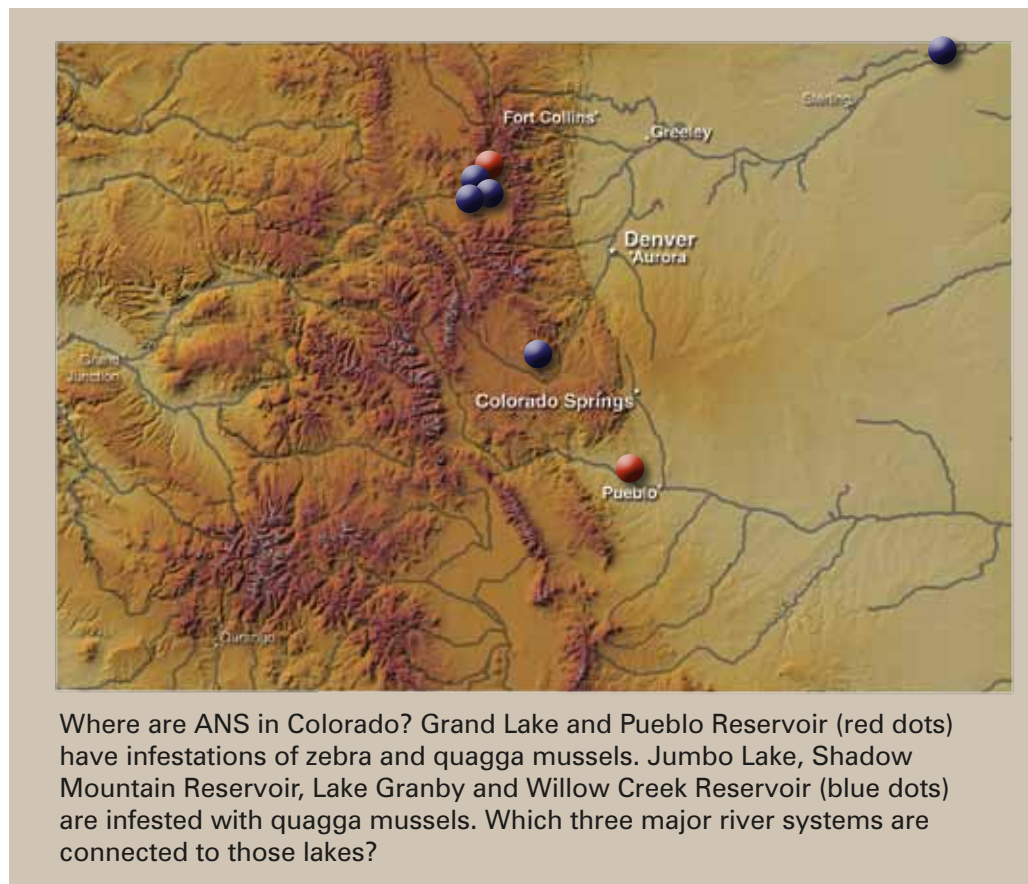 Fort Collins
Sterling
Greeley
Denver
Aurora
Grand
Junction
Colorado Springs
Pueblo
Durango
Where are ANS in Colorado? Grand Lake and Pueblo Reservoir (red dots)
have infestations of zebra and quagga mussels. Jumbo Lake, Shadow
Mountain Reservoir, Lake Granby and Willow Creek Reservoir (blue dots)
are infested with quagga mussels. Which three major river systems are
connected to those lakes?